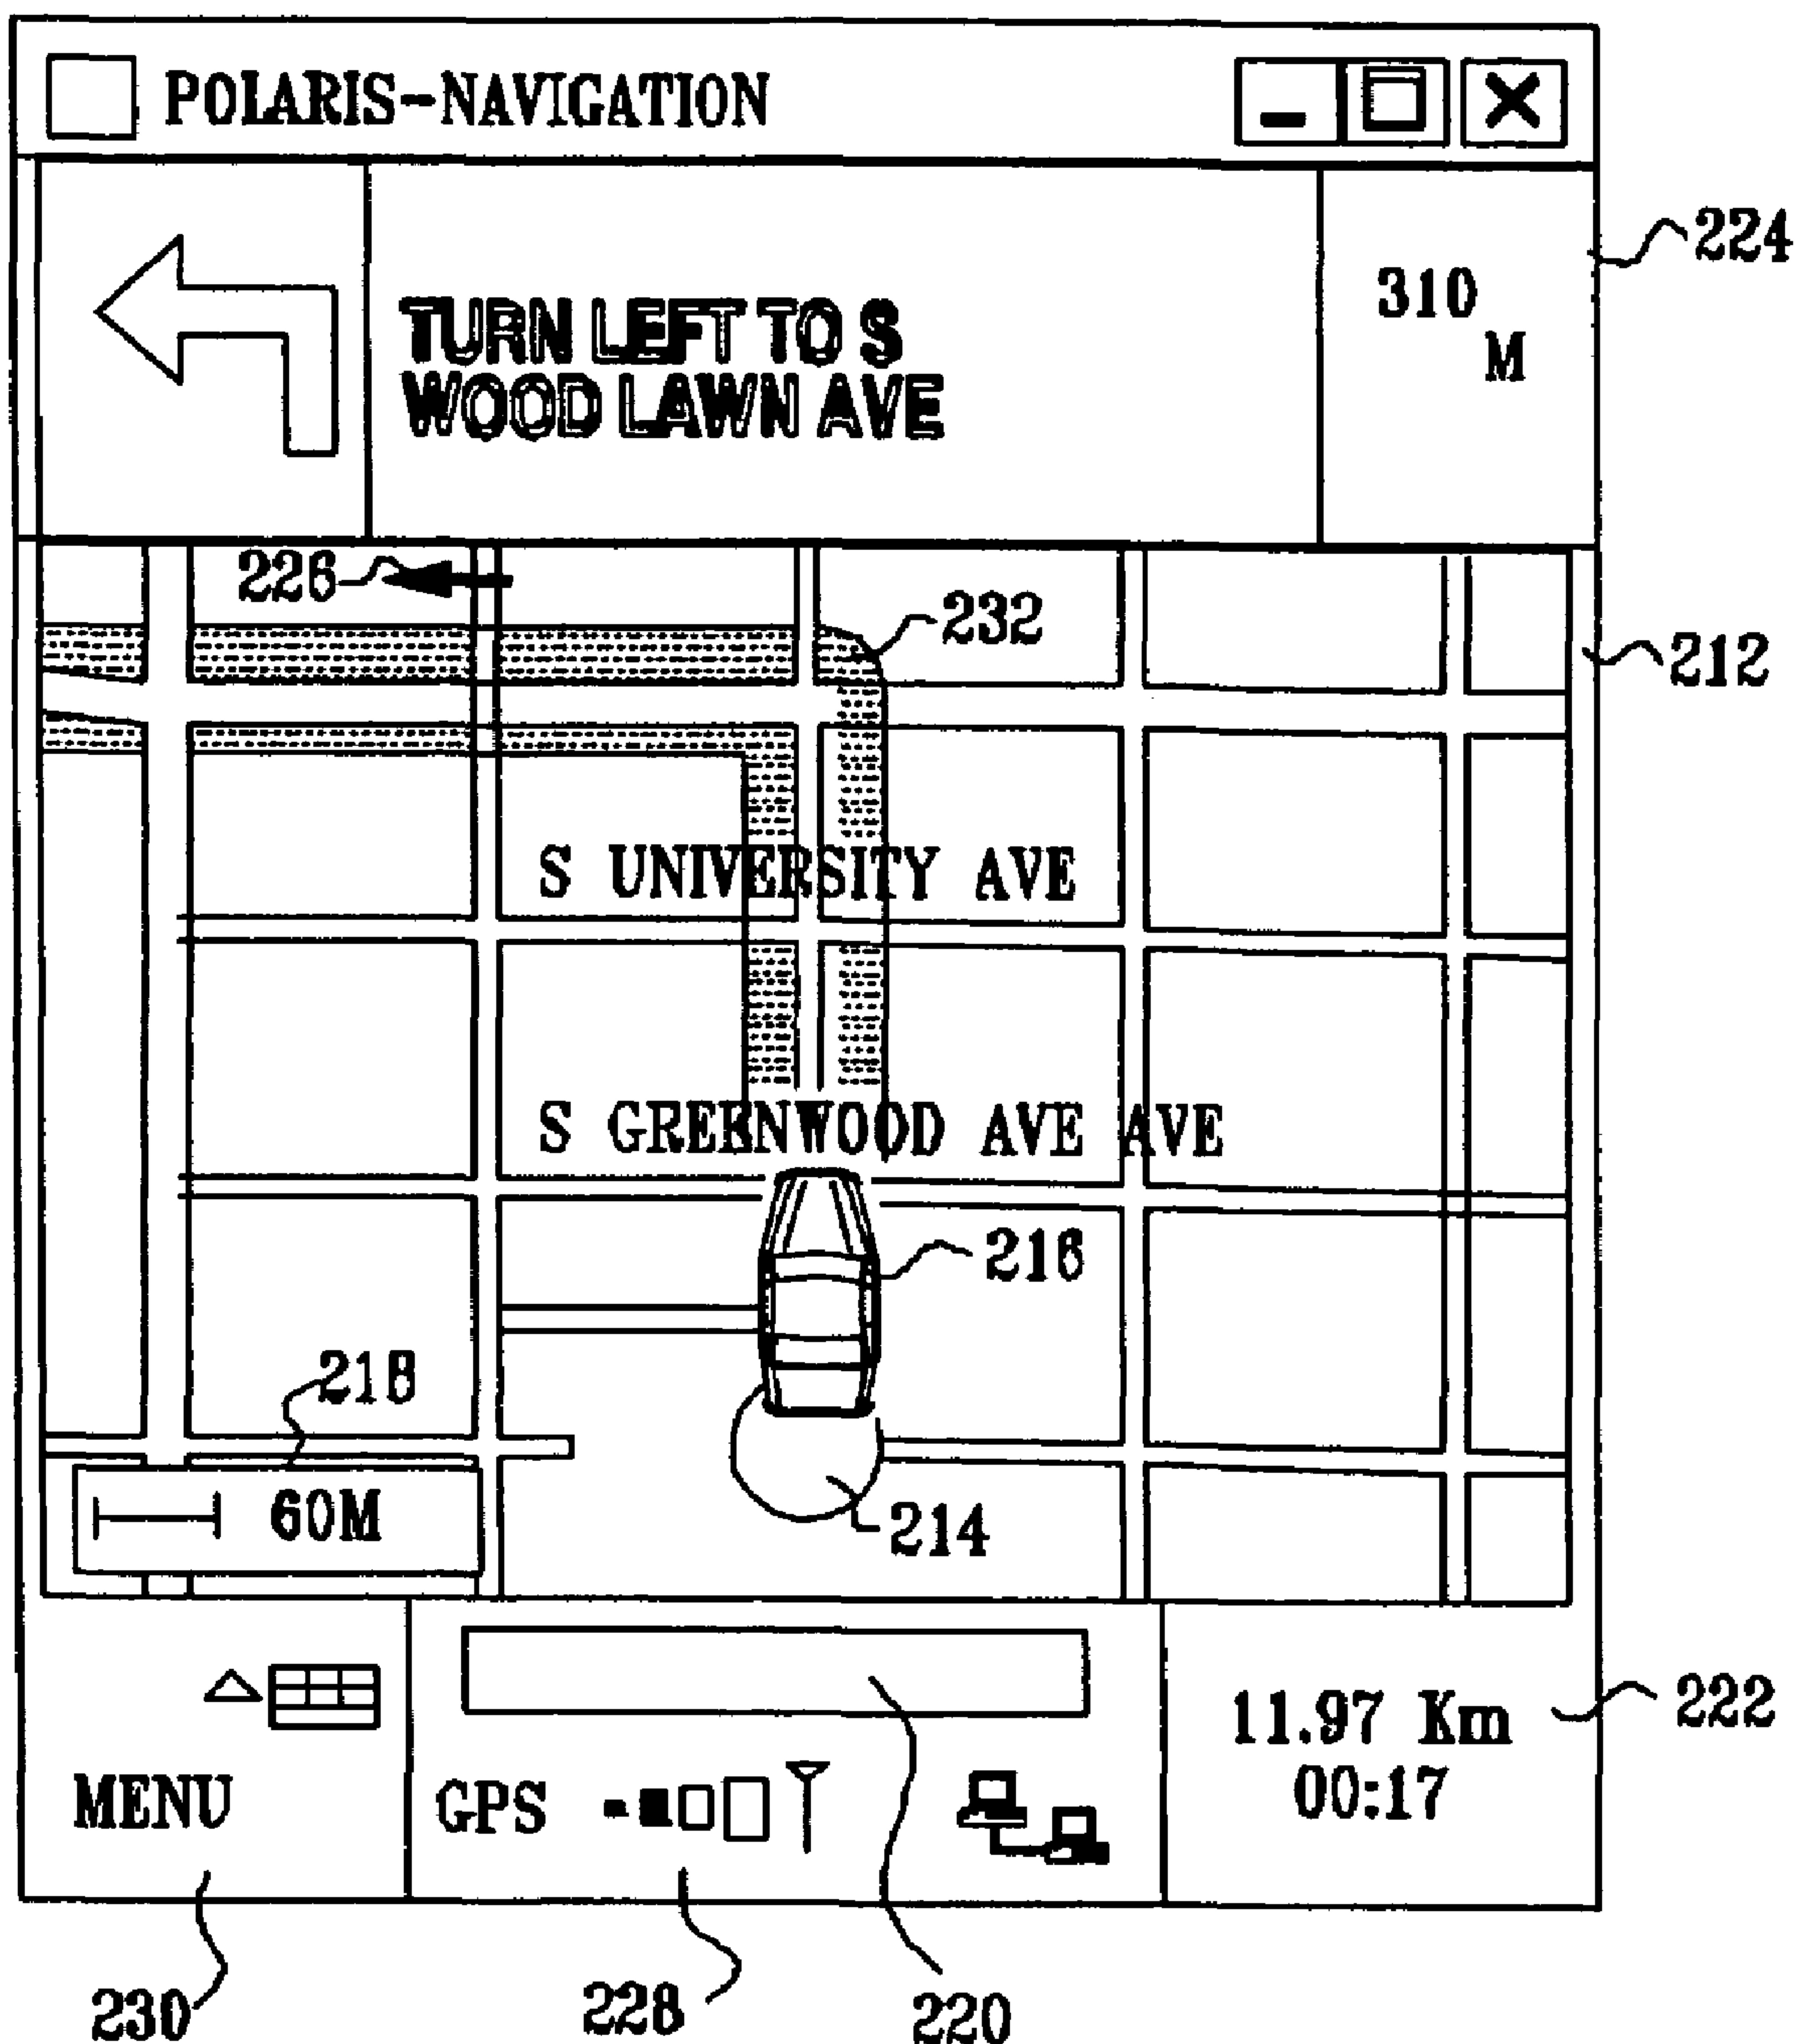 POLARIS-NAVIGATION
TURN LEFT TO S
WOOD LAWN AVE
310
M
224
226
232
212
S UNIVERSITY AVE
S GREENWOOD AVE AVE
216
218
60M
214
11.97 Km
00:17
222
MENU
GPS
230
228
220